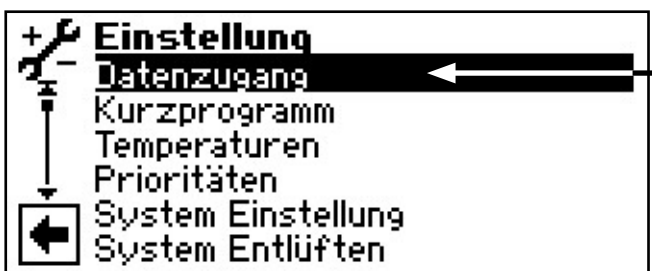 Einstellung
Datenzugang
Kurzprogramm
Temperaturen
Prioritäten
System Einstellung
System Entlüften